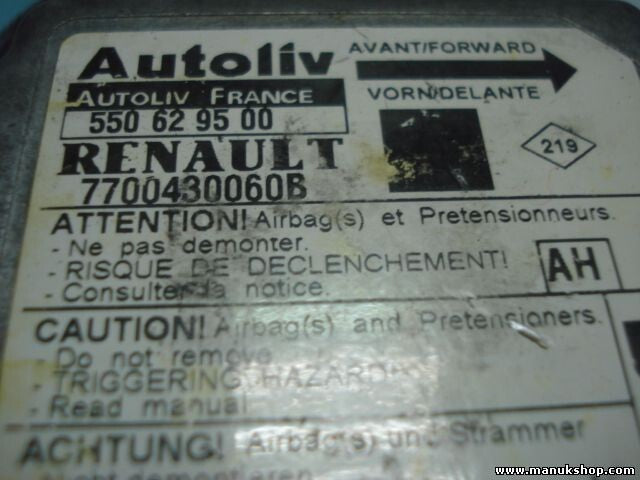 Autoliv
AVANT/FORWARD
AUTOLIV FRANCE
VORN/DELANTE
550 62 95 00
RENAULT
219
7700430060B
ATTENTION! Airbag(s) et Pretensionneurs.
- Ne pas demonter.
- RISQUE DE DECLENCHEMENT!
AH
- Consulter la notice.
CAUTION! Airbag(s) and Pretensioners.
- Do not remove
- TRIGGERING HAZARD
- Read manual
ACHTUNG! Airbag(s) und Strammer
nicht demontieren
www.manukshop.com